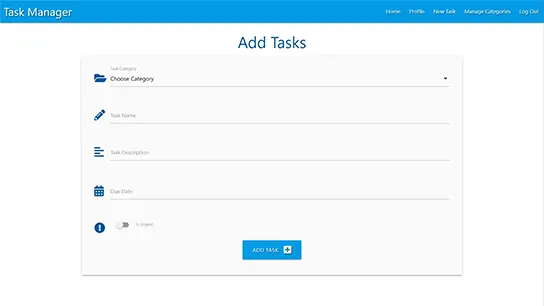 Task Manager
Home Profile New Task Manage Categories Log Out
Add Tasks
Task Category
Choose Category
Task Name
Task Description
Due Date
Is Urgent
ADD TASK